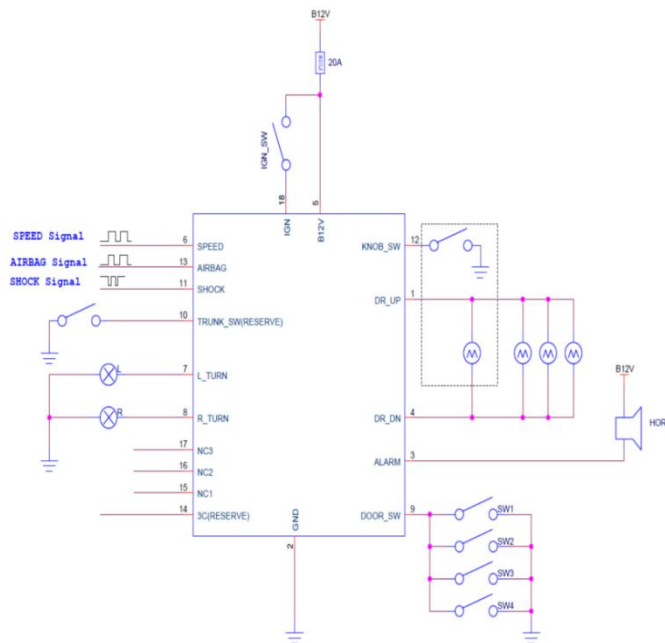 B12V
20A
IGN_SW
18
5
IGN
B12V
SPEED Signal
6
SPEED
AIRBAG Signal
13
AIRBAG
SHOCK Signal
11
SHOCK
10
TRUNK_SW(RESERVE)
L
7
L_TURN
R
8
R_TURN
17
NC3
16
NC2
15
NC1
14
3C(RESERVE)
GND
2
KNOB_SW
12
DR_UP
1
DR_DN
4
ALARM
3
B12V
HOR
DOOR_SW
9
SW1
SW2
SW3
SW4